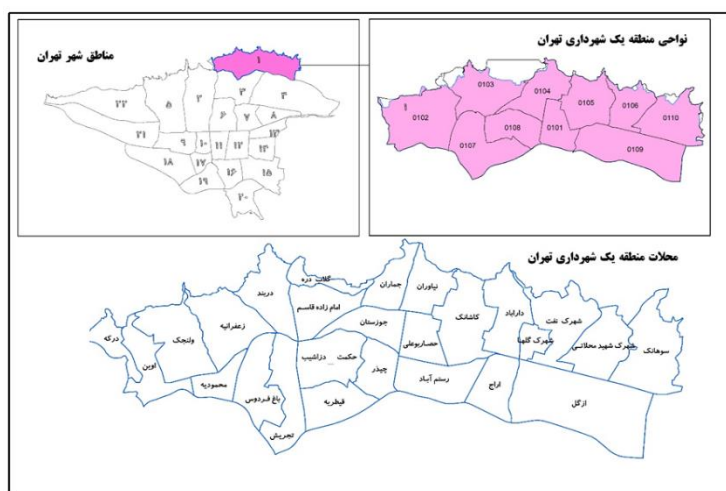 مناطق شهر تهران
۱
۲۲
۵
۲
۳
۴
۶
۷
۸
۲۱
۹
۱۰
۱۱
۱۲
۱۳
۱۴
۱۸
۱۷
۱۶
۱۵
۱۹
۲۰
نواحی منطقه یک شهرداری تهران
0103
0104
0105
0106
0110
0102
0108
0101
0107
0109
محلات منطقه یک شهرداری تهران
گلاب دره
دربند
جماران
نیاوران
امام زاده قاسم
کاشانک
دارآباد
شهرک نفت
زعفرانیه
جوزستان
درکه
ولنجک
حصاربوعلی
شهرک گلها
شهرک شهید محلاتی
سوهانک
اوین
حکمت _ دزاشیب
چیذر
محمودیه
باغ فردوس
رستم آباد
اراج
ازگل
قیطریه
تجریش